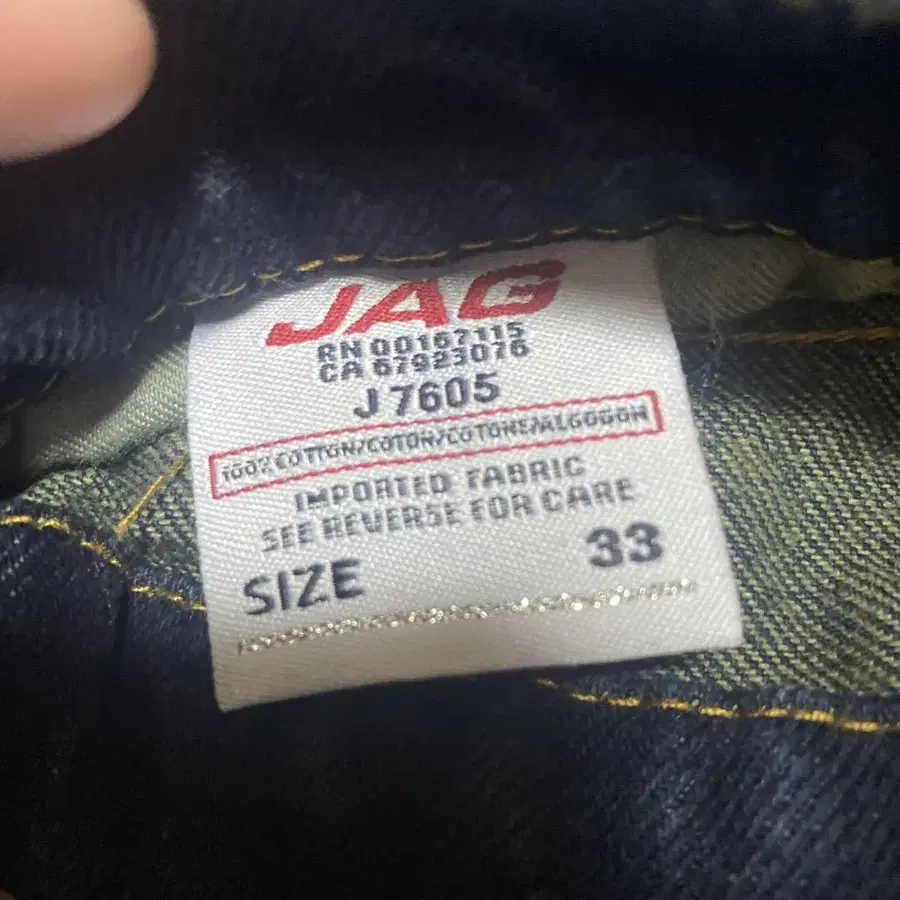 JAG
RN 00167115
CA 67923076
J 7605
100% COTTON/COTON/COTONE/ALGODON
IMPORTED FABRIC
SEE REVERSE FOR CARE
SIZE 33